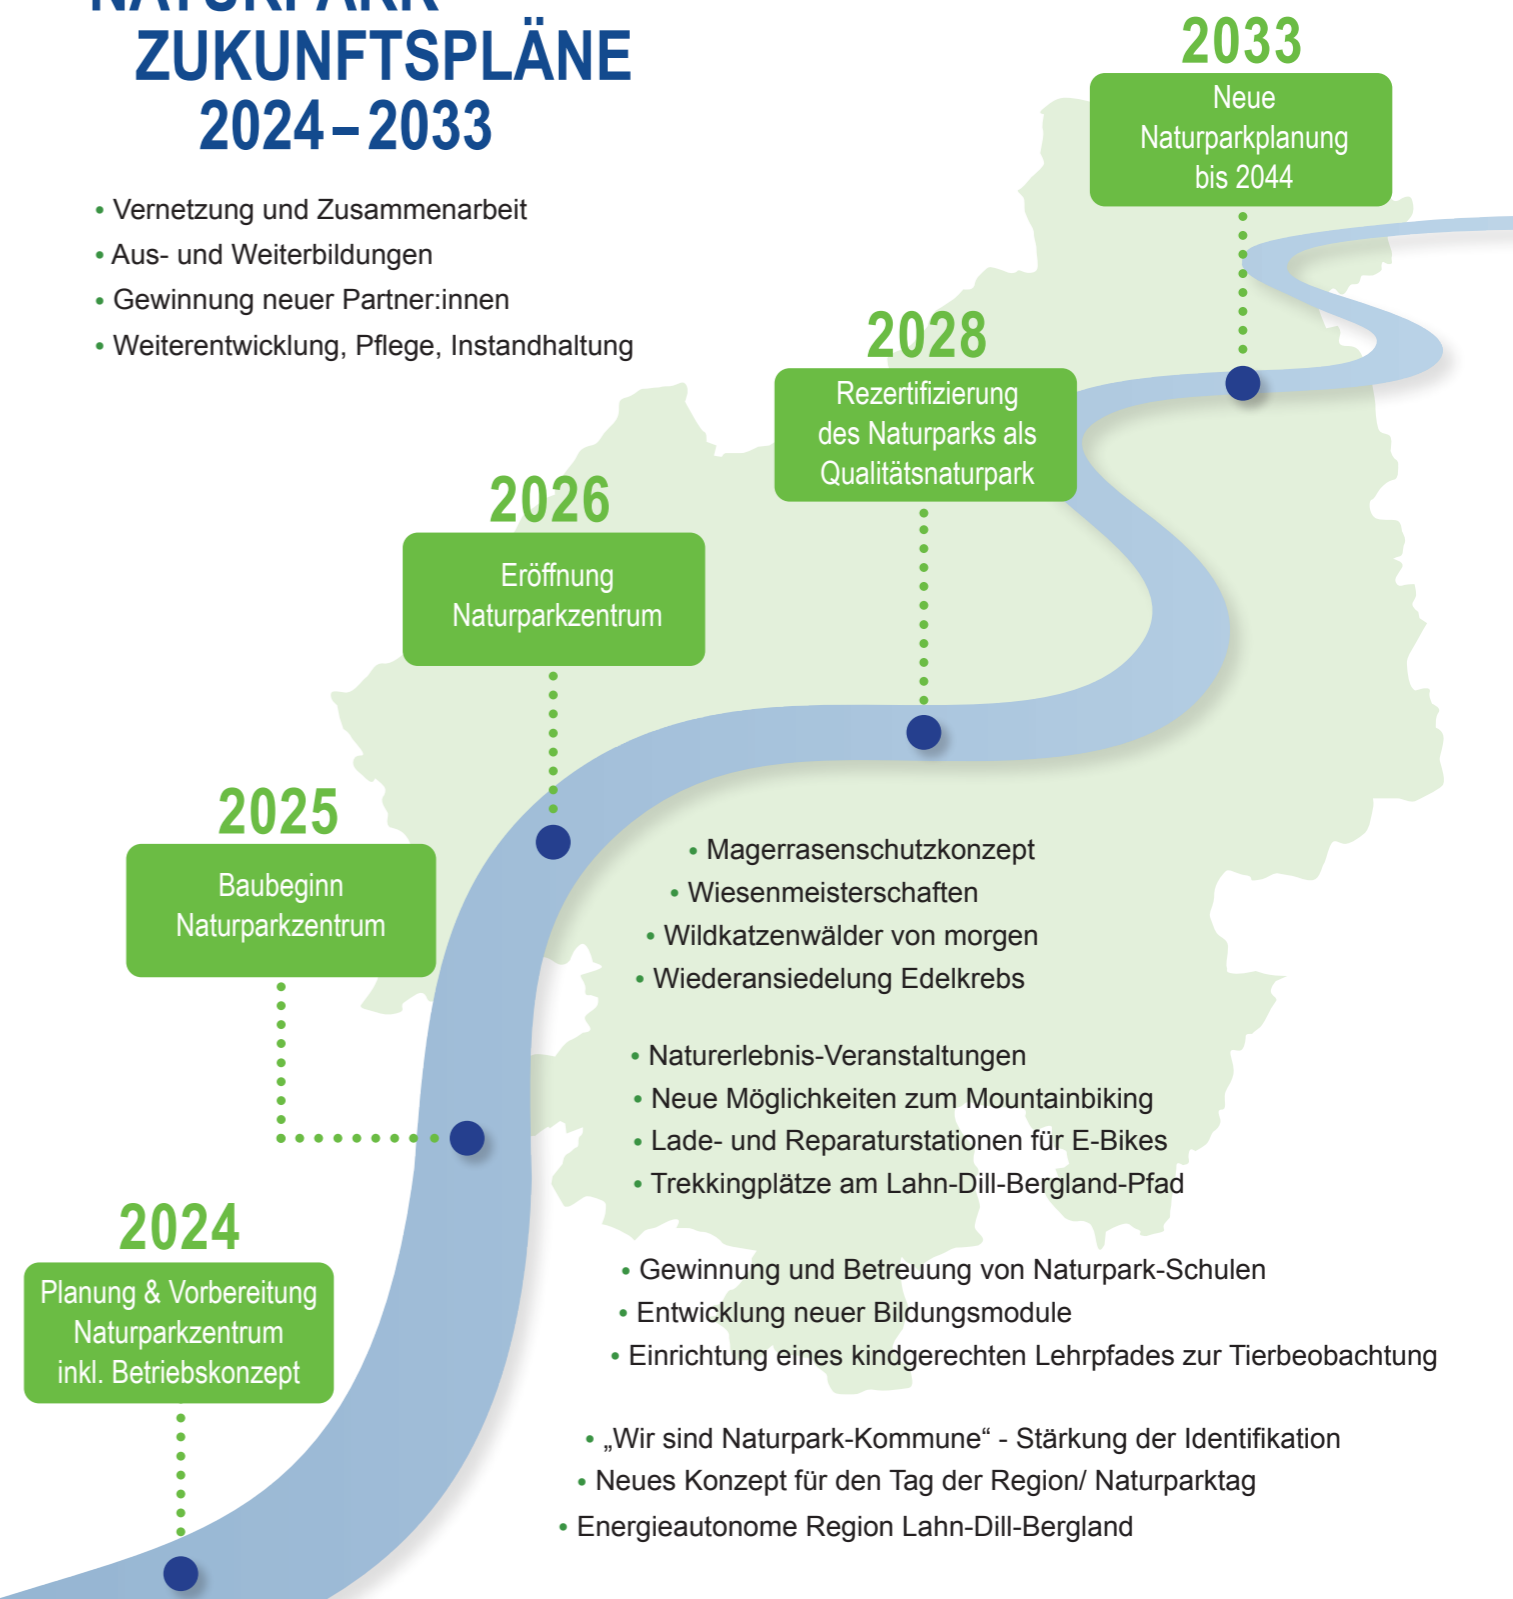 NATURPARK
ZUKUNFTSPLÄNE
2024 – 2033
• Vernetzung und Zusammenarbeit
• Aus- und Weiterbildungen
• Gewinnung neuer Partner:innen
• Weiterentwicklung, Pflege, Instandhaltung
2033
Neue
Naturparkplanung
bis 2044
2028
Rezertifizierung
des Naturparks als
Qualitätsnaturpark
2026
Eröffnung
Naturparkzentrum
2025
Baubeginn
Naturparkzentrum
2024
Planung & Vorbereitung
Naturparkzentrum
inkl. Betriebskonzept
• Magerrasenschutzkonzept
• Wiesenmeisterschaften
• Wildkatzenwälder von morgen
• Wiederansiedelung Edelkrebs
• Naturerlebnis-Veranstaltungen
• Neue Möglichkeiten zum Mountainbiking
• Lade- und Reparaturstationen für E-Bikes
• Trekkingplätze am Lahn-Dill-Bergland-Pfad
• Gewinnung und Betreuung von Naturpark-Schulen
• Entwicklung neuer Bildungsmodule
• Einrichtung eines kindgerechten Lehrpfades zur Tierbeobachtung
• „Wir sind Naturpark-Kommune“ - Stärkung der Identifikation
• Neues Konzept für den Tag der Region/ Naturparktag
• Energieautonome Region Lahn-Dill-Bergland